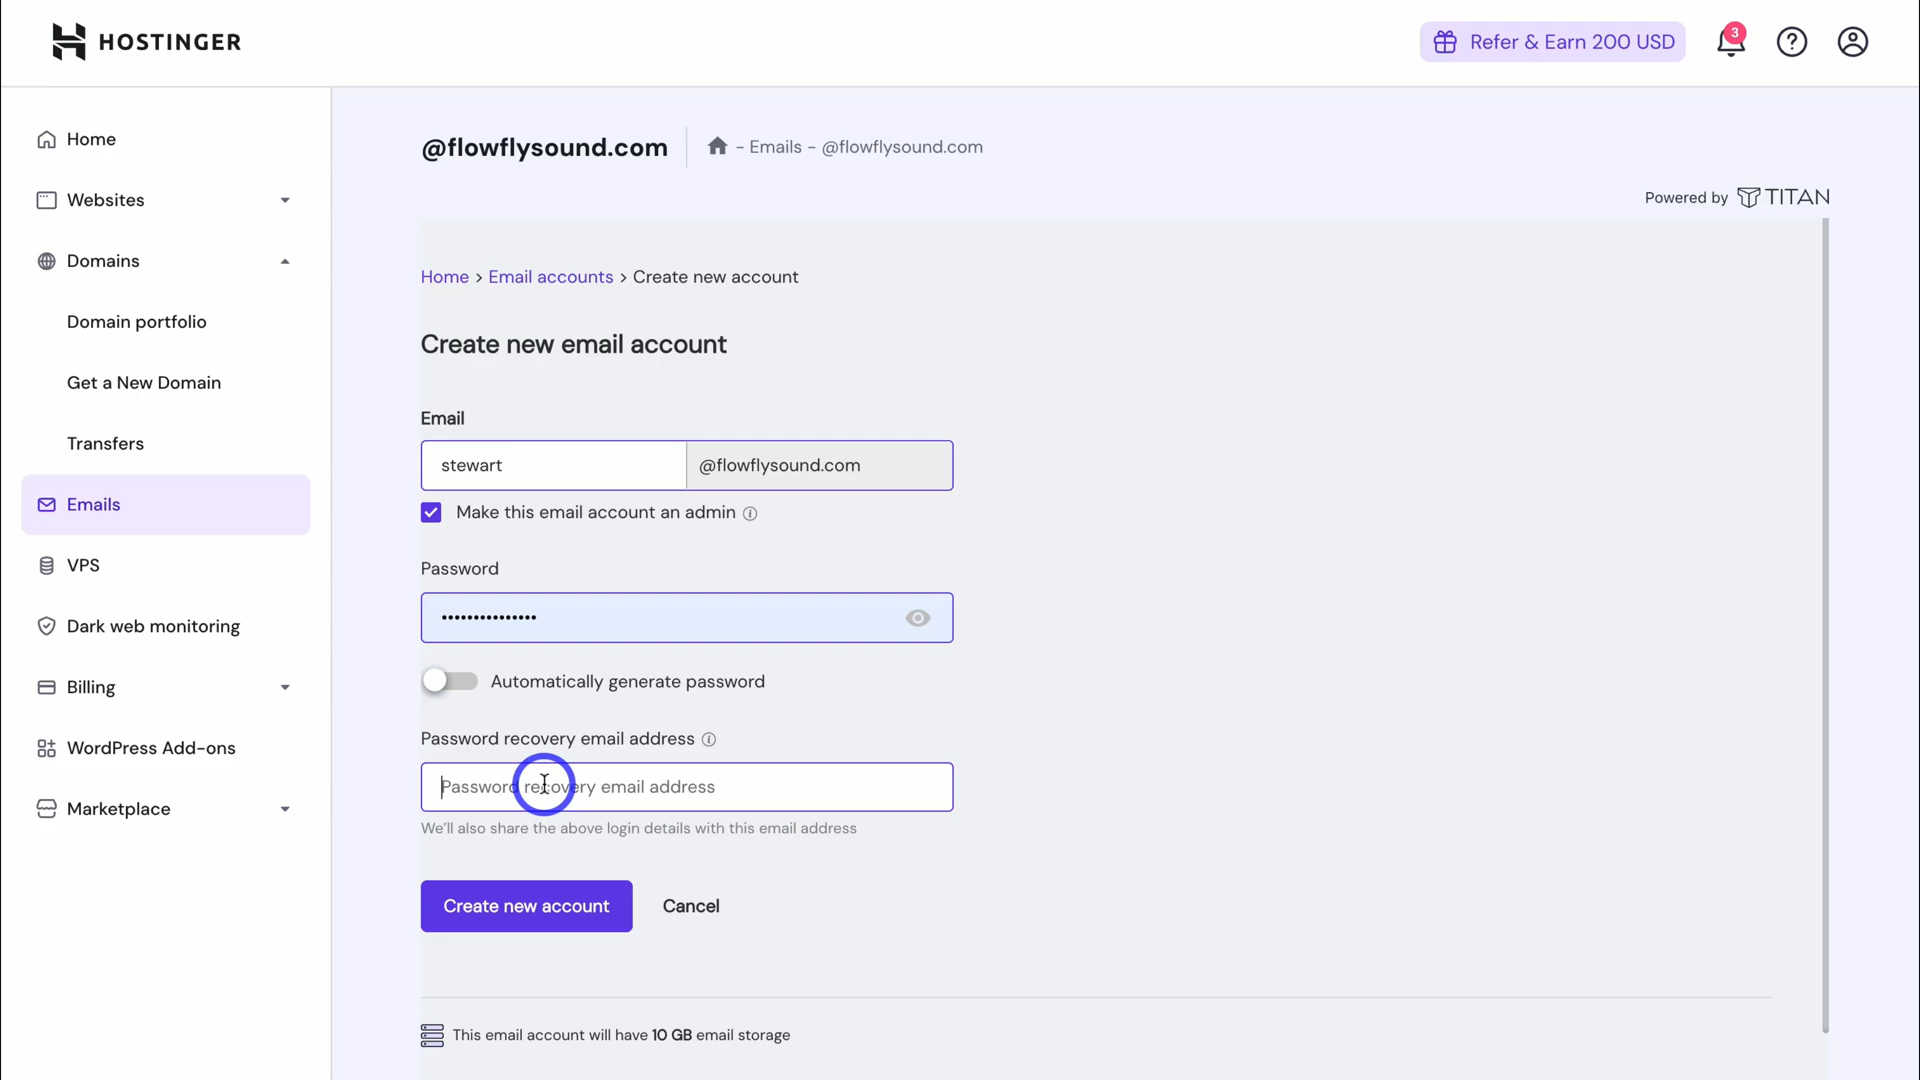 HOSTINGER
Refer & Earn 200 USD
3
Home
Websites
Domains
Domain portfolio
Get a New Domain
Transfers
Emails
VPS
Dark web monitoring
Billing
WordPress Add-ons
Marketplace
@flowflysound.com
– Emails – @flowflysound.com
Powered by TITAN
Home > Email accounts > Create new account
Create new email account
Email
stewart @flowflysound.com
Make this email account an admin
Password
•••••••••••••••
Automatically generate password
Password recovery email address
Password recovery email address
We'll also share the above login details with this email address
Create new account Cancel
This email account will have 10 GB email storage